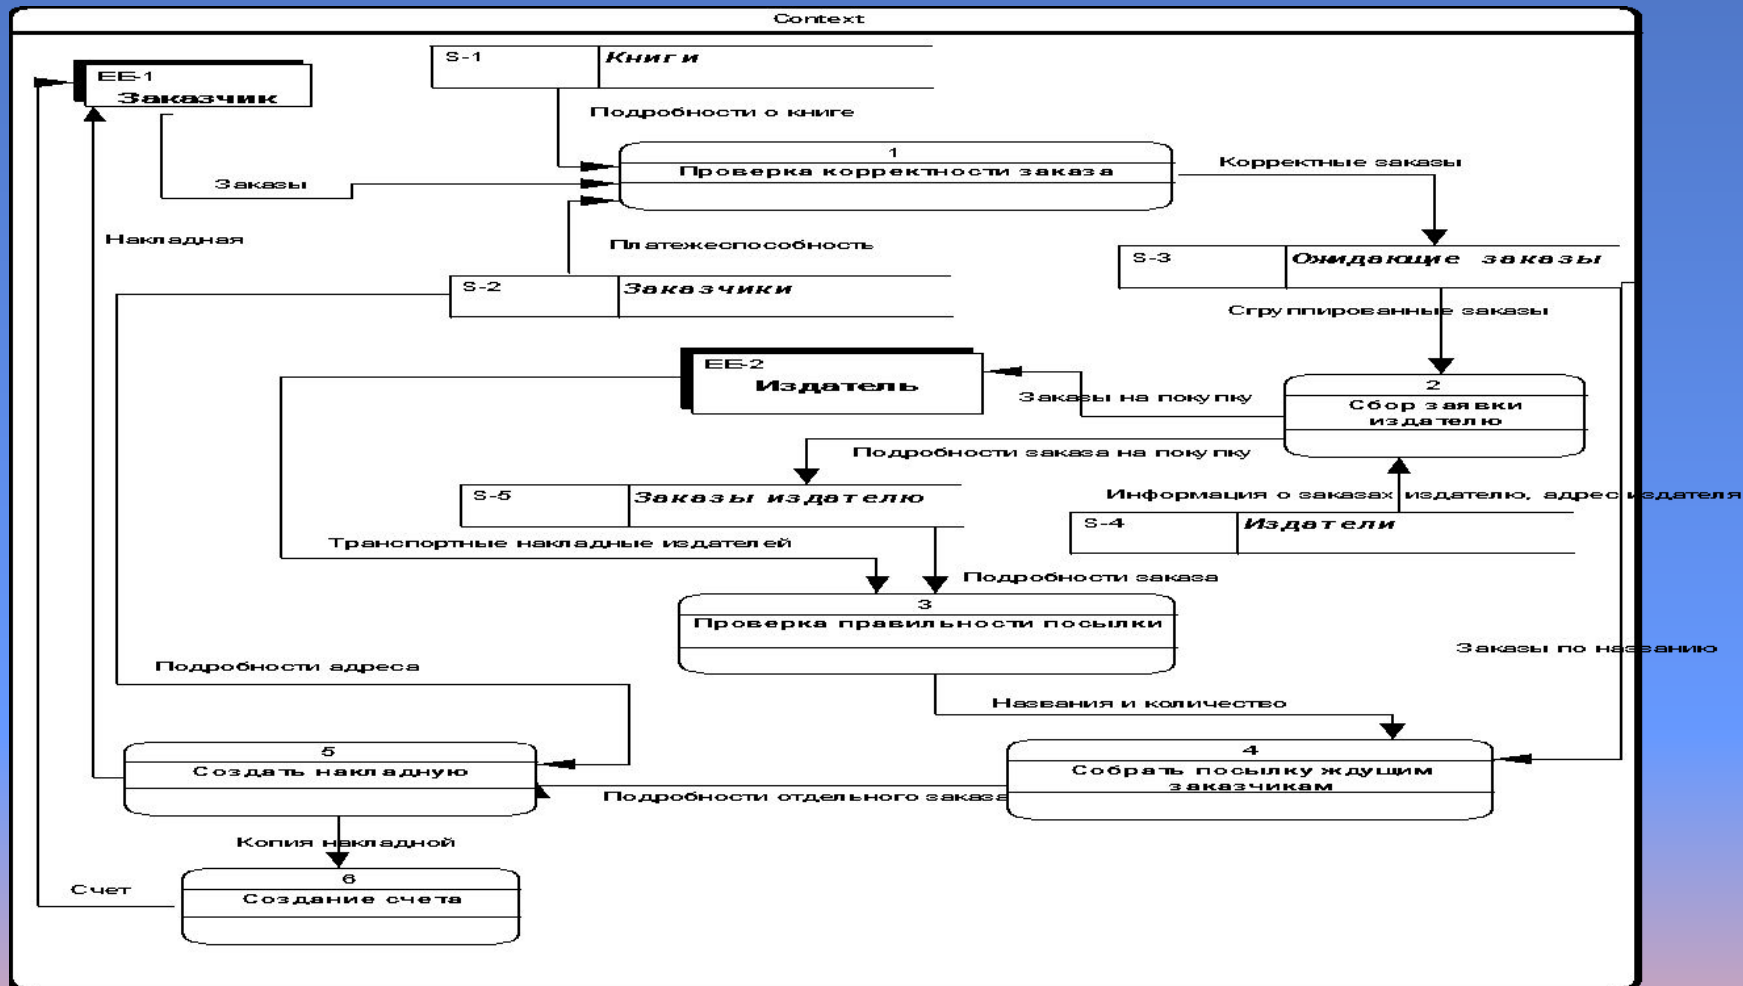 Context
ЕБ-1
Заказчик
S-1
Книги
Подробности о книге
1
Проверка корректности заказа
Корректные заказы
Заказы
Накладная
Платежеспособность
S-3
Ожидающие заказы
S-2
Заказчики
Сгруппированные заказы
ЕБ-2
Издатель
2
Сбор заявки
издателю
Заказы на покупку
Подробности заказа на покупку
S-5
Заказы издателю
Информация о заказах издателю, адрес издателя
S-4
Издатели
Транспортные накладные издателей
Подробности заказа
3
Проверка правильности посылки
Заказы по названию
Подробности адреса
Названия и количество
5
Создать накладную
4
Собрать посылку ждущим
заказчикам
Подробности отдельного заказа
Копия накладной
6
Создание счета
Счет